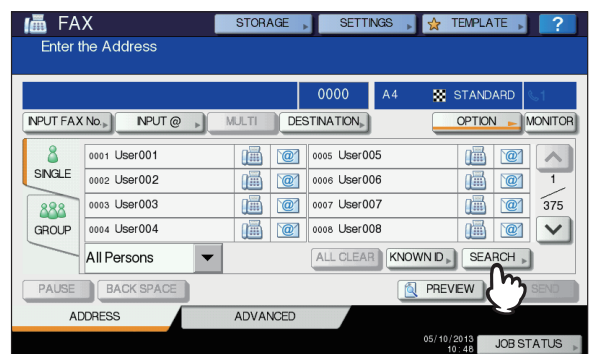 FAX STORAGE SETTINGS TEMPLATE ?
Enter the Address
0000 A4 STANDARD 1
INPUT FAX No. INPUT @ MULTI DESTINATION OPTION MONITOR
SINGLE
GROUP
0001 User001
0002 User002
0003 User003
0004 User004
0005 User005
0006 User006
0007 User007
0008 User008
1
375
All Persons ALL CLEAR KNOWN ID SEARCH
PAUSE BACK SPACE PREVIEW SEND
ADDRESS ADVANCED
05/10/2013
10:48
JOB STATUS